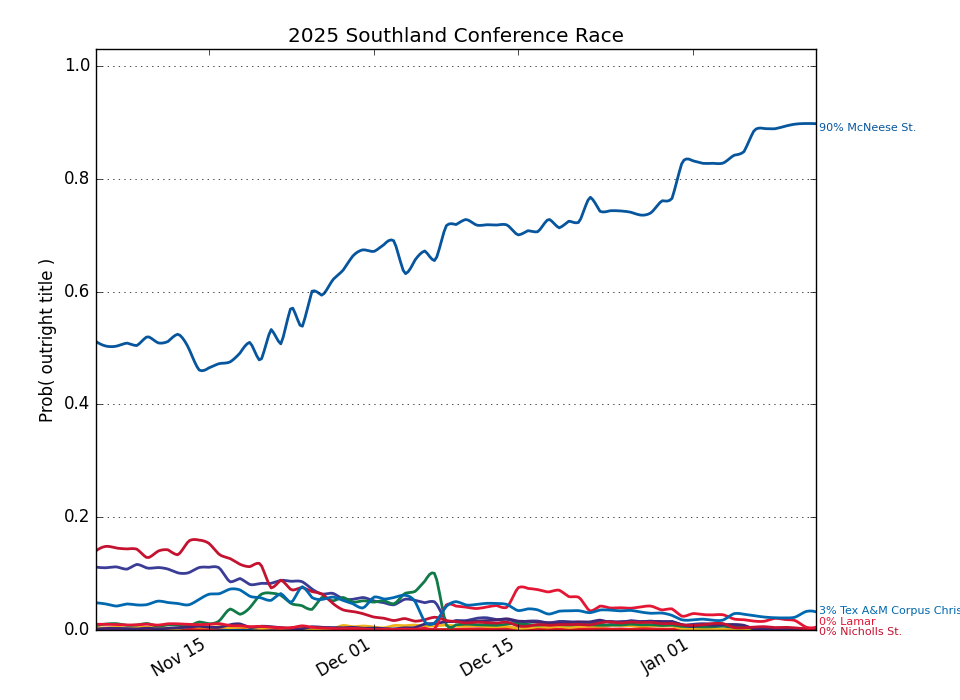 2025 Southland Conference Race
Prob( outright title )
1.0
0.8
0.6
0.4
0.2
0.0
Nov 15
Dec 01
Dec 15
Jan 01
90% McNeese St.
3% Tex A&M Corpus Chris
0% Lamar
0% Nicholls St.